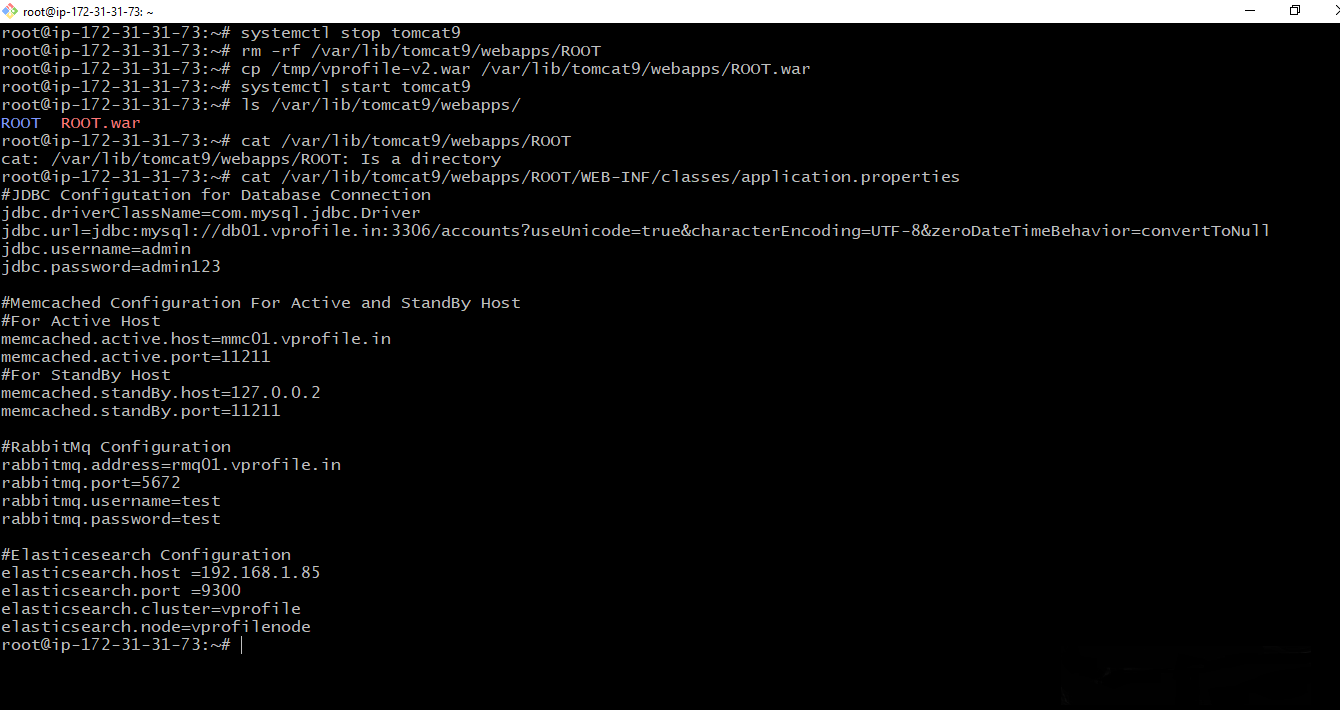 root@ip-172-31-31-73: ~
root@ip-172-31-31-73:~# systemctl stop tomcat9
root@ip-172-31-31-73:~# rm -rf /var/lib/tomcat9/webapps/ROOT
root@ip-172-31-31-73:~# cp /tmp/vprofile-v2.war /var/lib/tomcat9/webapps/ROOT.war
root@ip-172-31-31-73:~# systemctl start tomcat9
root@ip-172-31-31-73:~# ls /var/lib/tomcat9/webapps/
ROOT  ROOT.war
root@ip-172-31-31-73:~# cat /var/lib/tomcat9/webapps/ROOT
cat: /var/lib/tomcat9/webapps/ROOT: Is a directory
root@ip-172-31-31-73:~# cat /var/lib/tomcat9/webapps/ROOT/WEB-INF/classes/application.properties
#JDBC Configutation for Database Connection
jdbc.driverClassName=com.mysql.jdbc.Driver
jdbc.url=jdbc:mysql://db01.vprofile.in:3306/accounts?useUnicode=true&characterEncoding=UTF-8&zeroDateTimeBehavior=convertToNull
jdbc.username=admin
jdbc.password=admin123
#Memcached Configuration For Active and StandBy Host
#For Active Host
memcached.active.host=mmc01.vprofile.in
memcached.active.port=11211
#For StandBy Host
memcached.standBy.host=127.0.0.2
memcached.standBy.port=11211
#RabbitMq Configuration
rabbitmq.address=rmq01.vprofile.in
rabbitmq.port=5672
rabbitmq.username=test
rabbitmq.password=test
#Elasticesearch Configuration
elasticsearch.host =192.168.1.85
elasticsearch.port =9300
elasticsearch.cluster=vprofile
elasticsearch.node=vprofilenode
root@ip-172-31-31-73:~#